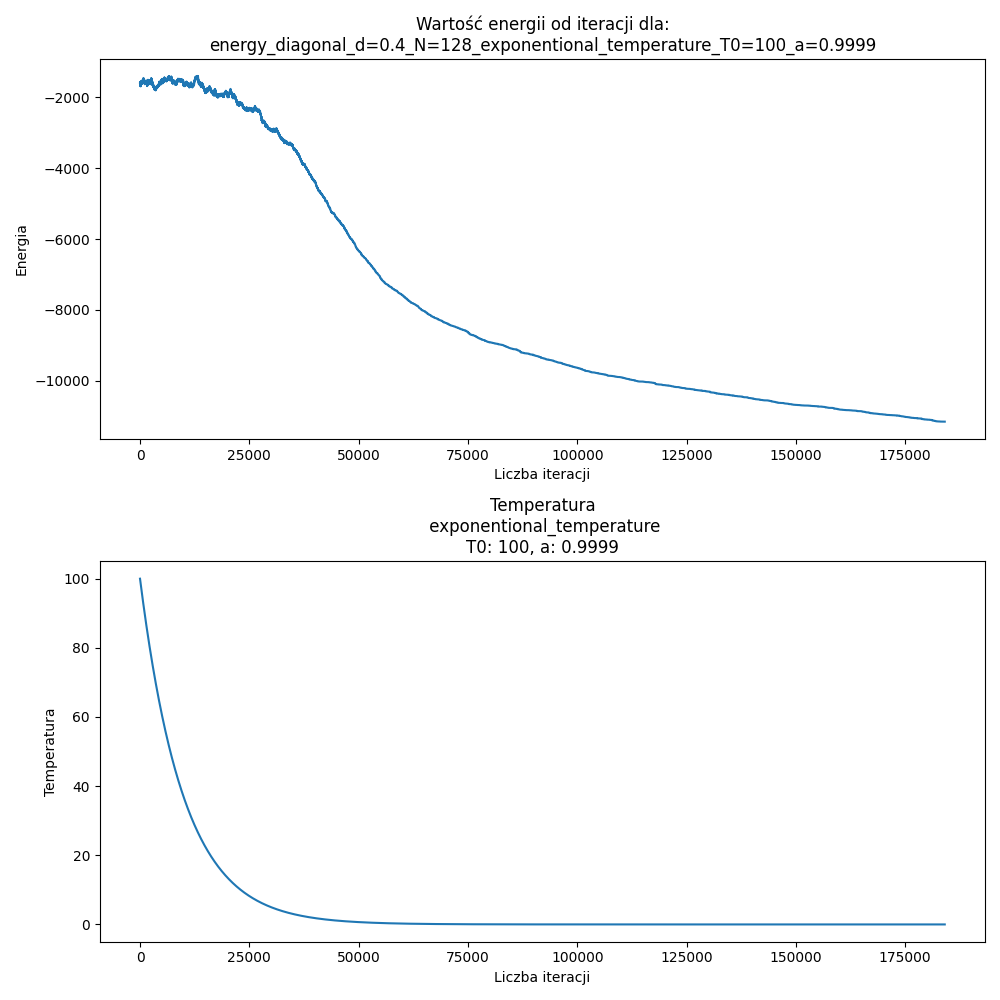 Wartość energii od iteracji dla:
energy_diagonal_d=0.4_N=128_exponentional_temperature_T0=100_a=0.9999
−2000
−4000
−6000
−8000
−10000
Energia
0 25000 50000 75000 100000 125000 150000 175000
Liczba iteracji
Temperatura
exponentional_temperature
T0: 100, a: 0.9999
100
80
60
40
20
0
Temperatura
0 25000 50000 75000 100000 125000 150000 175000
Liczba iteracji